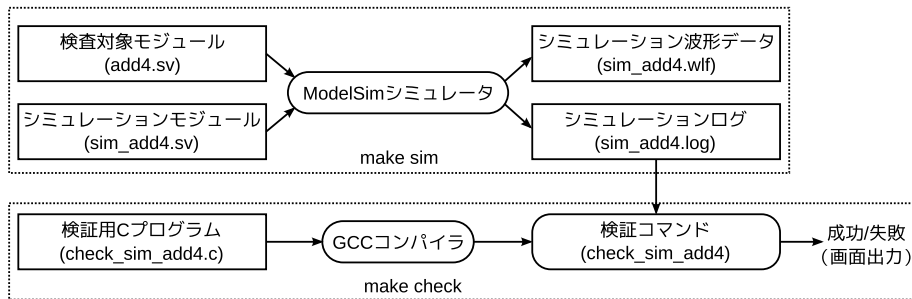 検査対象モジュール
(add4.sv)
シミュレーションモジュール
(sim_add4.sv)
ModelSimシミュレータ
シミュレーション波形データ
(sim_add4.wlf)
シミュレーションログ
(sim_add4.log)
make sim
検証用Cプログラム
(check_sim_add4.c)
GCCコンパイラ
検証コマンド
(check_sim_add4)
成功/失敗
(画面出力)
make check